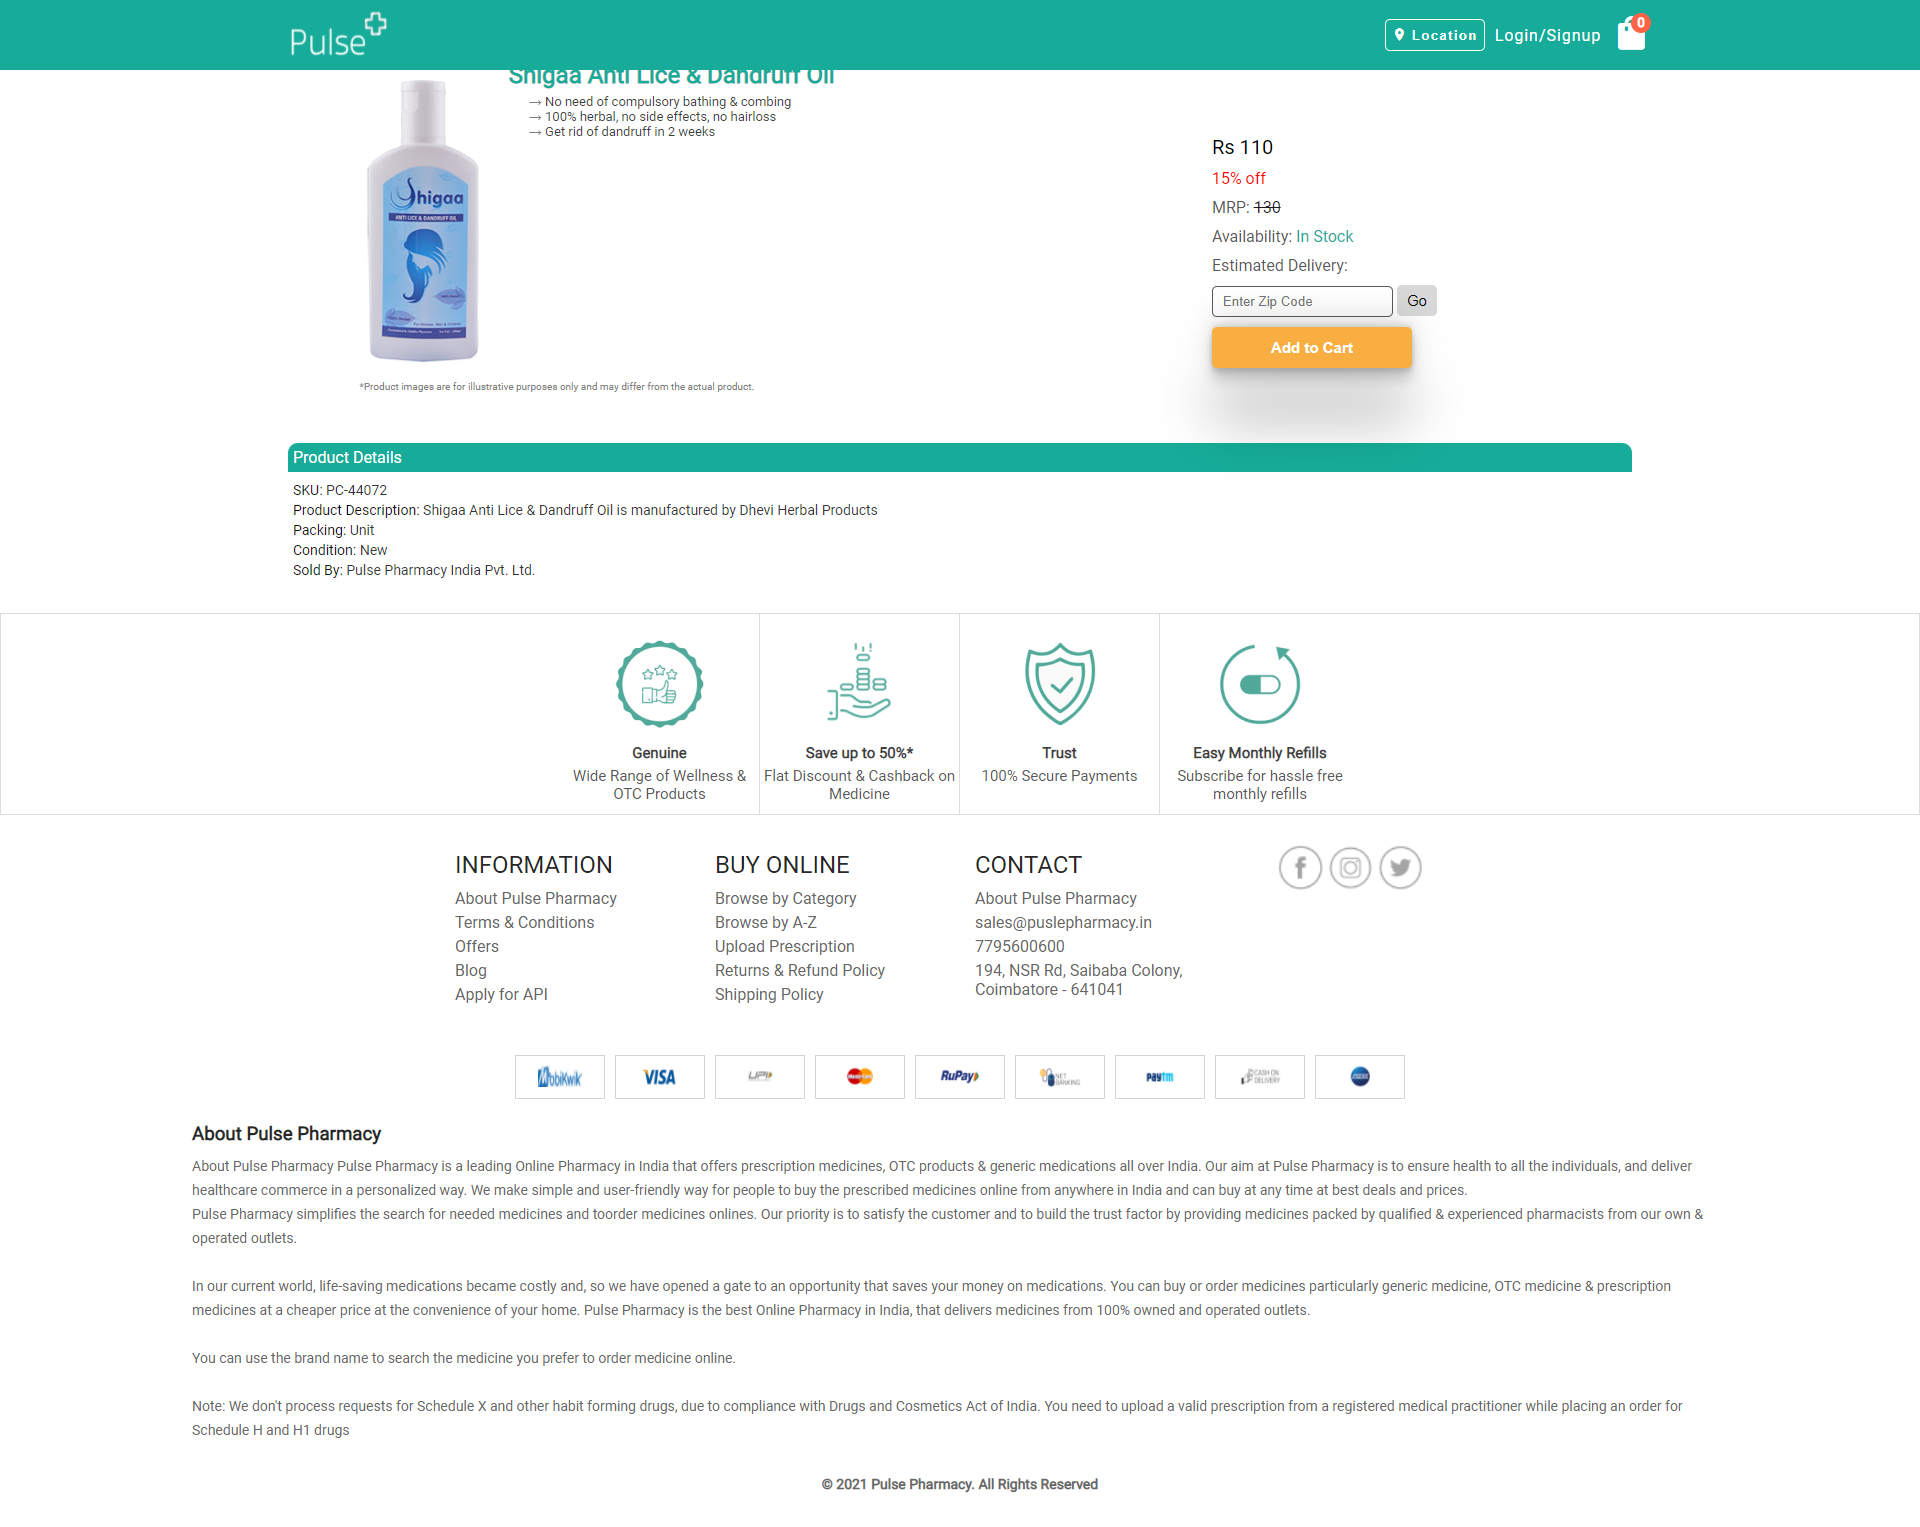 Pulse
Location
Login/Signup
0
Shigaa Anti Lice & Dandruff Oil
→ No need of compulsory bathing & combing
→ 100% herbal, no side effects, no hairloss
→ Get rid of dandruff in 2 weeks
Shigaa
ANTI LICE & DANDRUFF OIL
Rs 110
15% off
MRP: 130
Availability: In Stock
Estimated Delivery:
Enter Zip Code
Go
Add to Cart
*Product images are for illustrative purposes only and may differ from the actual product.
Product Details
SKU: PC-44072
Product Description: Shigaa Anti Lice & Dandruff Oil is manufactured by Dhevi Herbal Products
Packing: Unit
Condition: New
Sold By: Pulse Pharmacy India Pvt. Ltd.
Genuine
Wide Range of Wellness &
OTC Products
Save up to 50%*
Flat Discount & Cashback on
Medicine
Trust
100% Secure Payments
Easy Monthly Refills
Subscribe for hassle free
monthly refills
INFORMATION
About Pulse Pharmacy
Terms & Conditions
Offers
Blog
Apply for API
BUY ONLINE
Browse by Category
Browse by A-Z
Upload Prescription
Returns & Refund Policy
Shipping Policy
CONTACT
About Pulse Pharmacy
sales@puslepharmacy.in
7795600600
194, NSR Rd, Saibaba Colony,
Coimbatore - 641041
MobiKwik
VISA
UPI
MasterCard
RuPay
NET
BANKING
paytm
CASH ON
DELIVERY
About Pulse Pharmacy
About Pulse Pharmacy Pulse Pharmacy is a leading Online Pharmacy in India that offers prescription medicines, OTC products & generic medications all over India. Our aim at Pulse Pharmacy is to ensure health to all the individuals, and deliver
healthcare commerce in a personalized way. We make simple and user-friendly way for people to buy the prescribed medicines online from anywhere in India and can buy at any time at best deals and prices.
Pulse Pharmacy simplifies the search for needed medicines and toorder medicines onlines. Our priority is to satisfy the customer and to build the trust factor by providing medicines packed by qualified & experienced pharmacists from our own &
operated outlets.
In our current world, life-saving medications became costly and, so we have opened a gate to an opportunity that saves your money on medications. You can buy or order medicines particularly generic medicine, OTC medicine & prescription
medicines at a cheaper price at the convenience of your home. Pulse Pharmacy is the best Online Pharmacy in India, that delivers medicines from 100% owned and operated outlets.
You can use the brand name to search the medicine you prefer to order medicine online.
Note: We don't process requests for Schedule X and other habit forming drugs, due to compliance with Drugs and Cosmetics Act of India. You need to upload a valid prescription from a registered medical practitioner while placing an order for
Schedule H and H1 drugs
© 2021 Pulse Pharmacy. All Rights Reserved